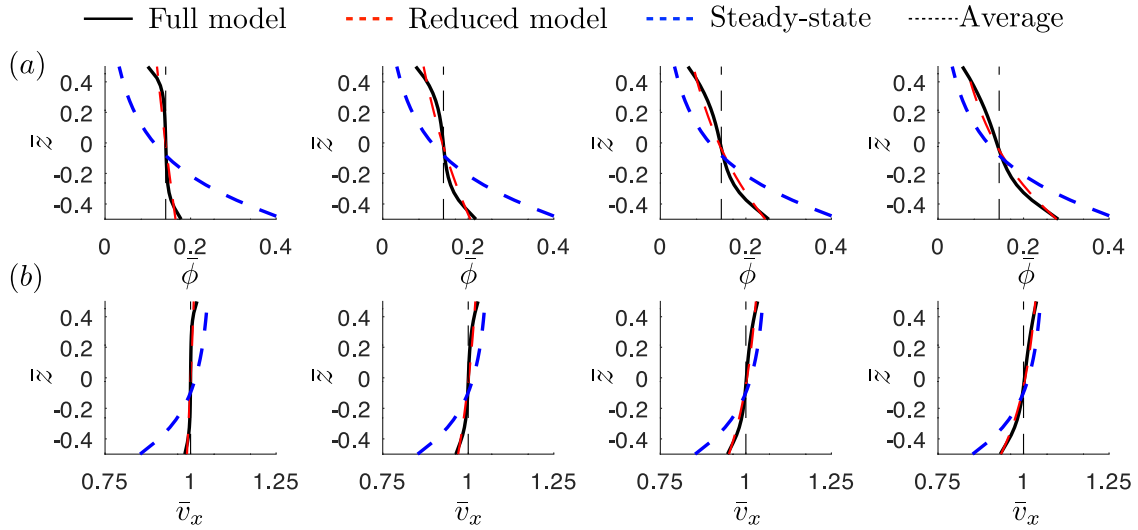 Full model Reduced model Steady-state Average
(a)
0.4 0.4 0.4 0.4
0.2 0.2 0.2 0.2
z̅ 0 z̅ 0 z̅ 0 z̅ 0
-0.2 -0.2 -0.2 -0.2
-0.4 -0.4 -0.4 -0.4
0 0.2 0.4 0 0.2 0.4 0 0.2 0.4 0 0.2 0.4
ϕ̅ ϕ̅ ϕ̅ ϕ̅
(b)
0.4 0.4 0.4 0.4
0.2 0.2 0.2 0.2
z̅ 0 z̅ 0 z̅ 0 z̅ 0
-0.2 -0.2 -0.2 -0.2
-0.4 -0.4 -0.4 -0.4
0.75 1 1.25 0.75 1 1.25 0.75 1 1.25 0.75 1 1.25
v̅ₓ v̅ₓ v̅ₓ v̅ₓ